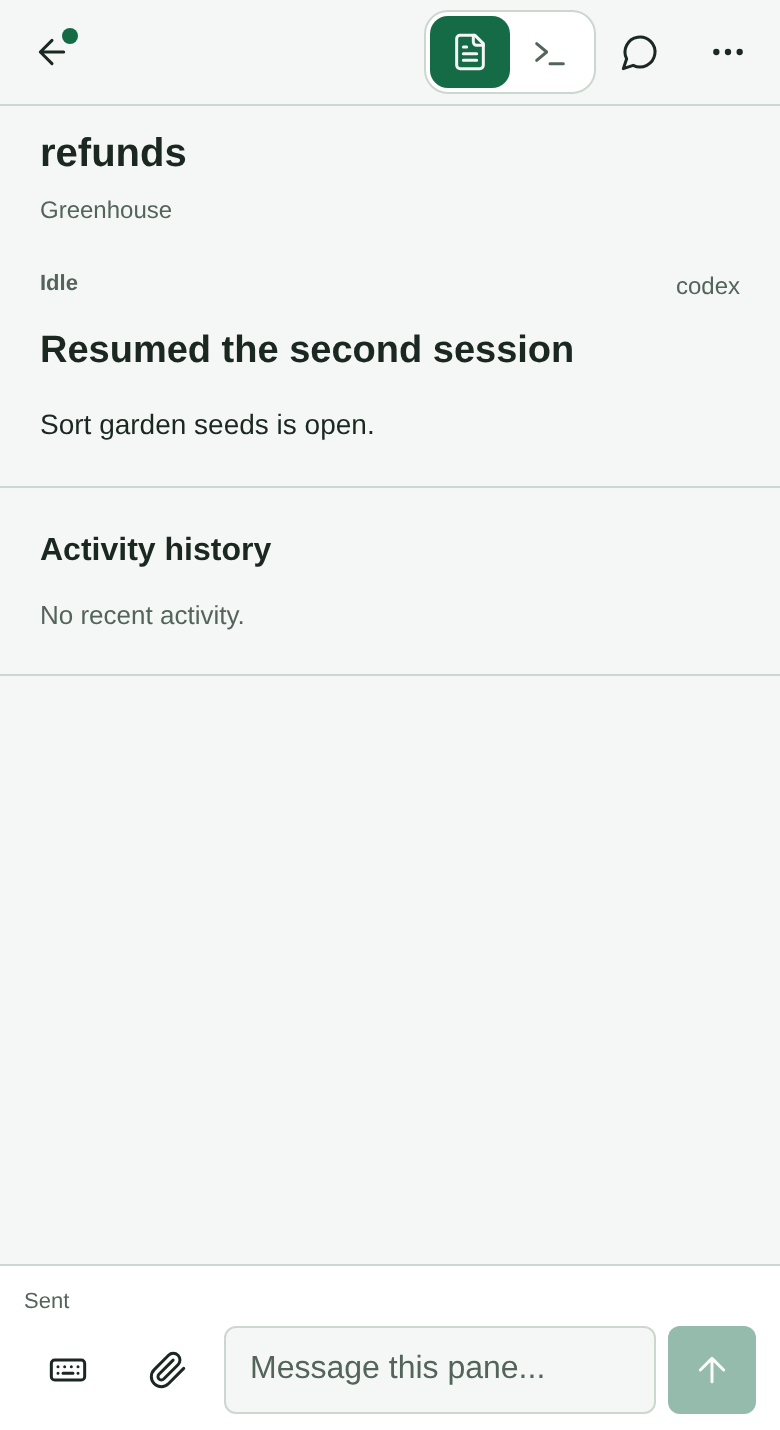 refunds
Greenhouse
Idle
codex
Resumed the second session
Sort garden seeds is open.
Activity history
No recent activity.
Sent
Message this pane...